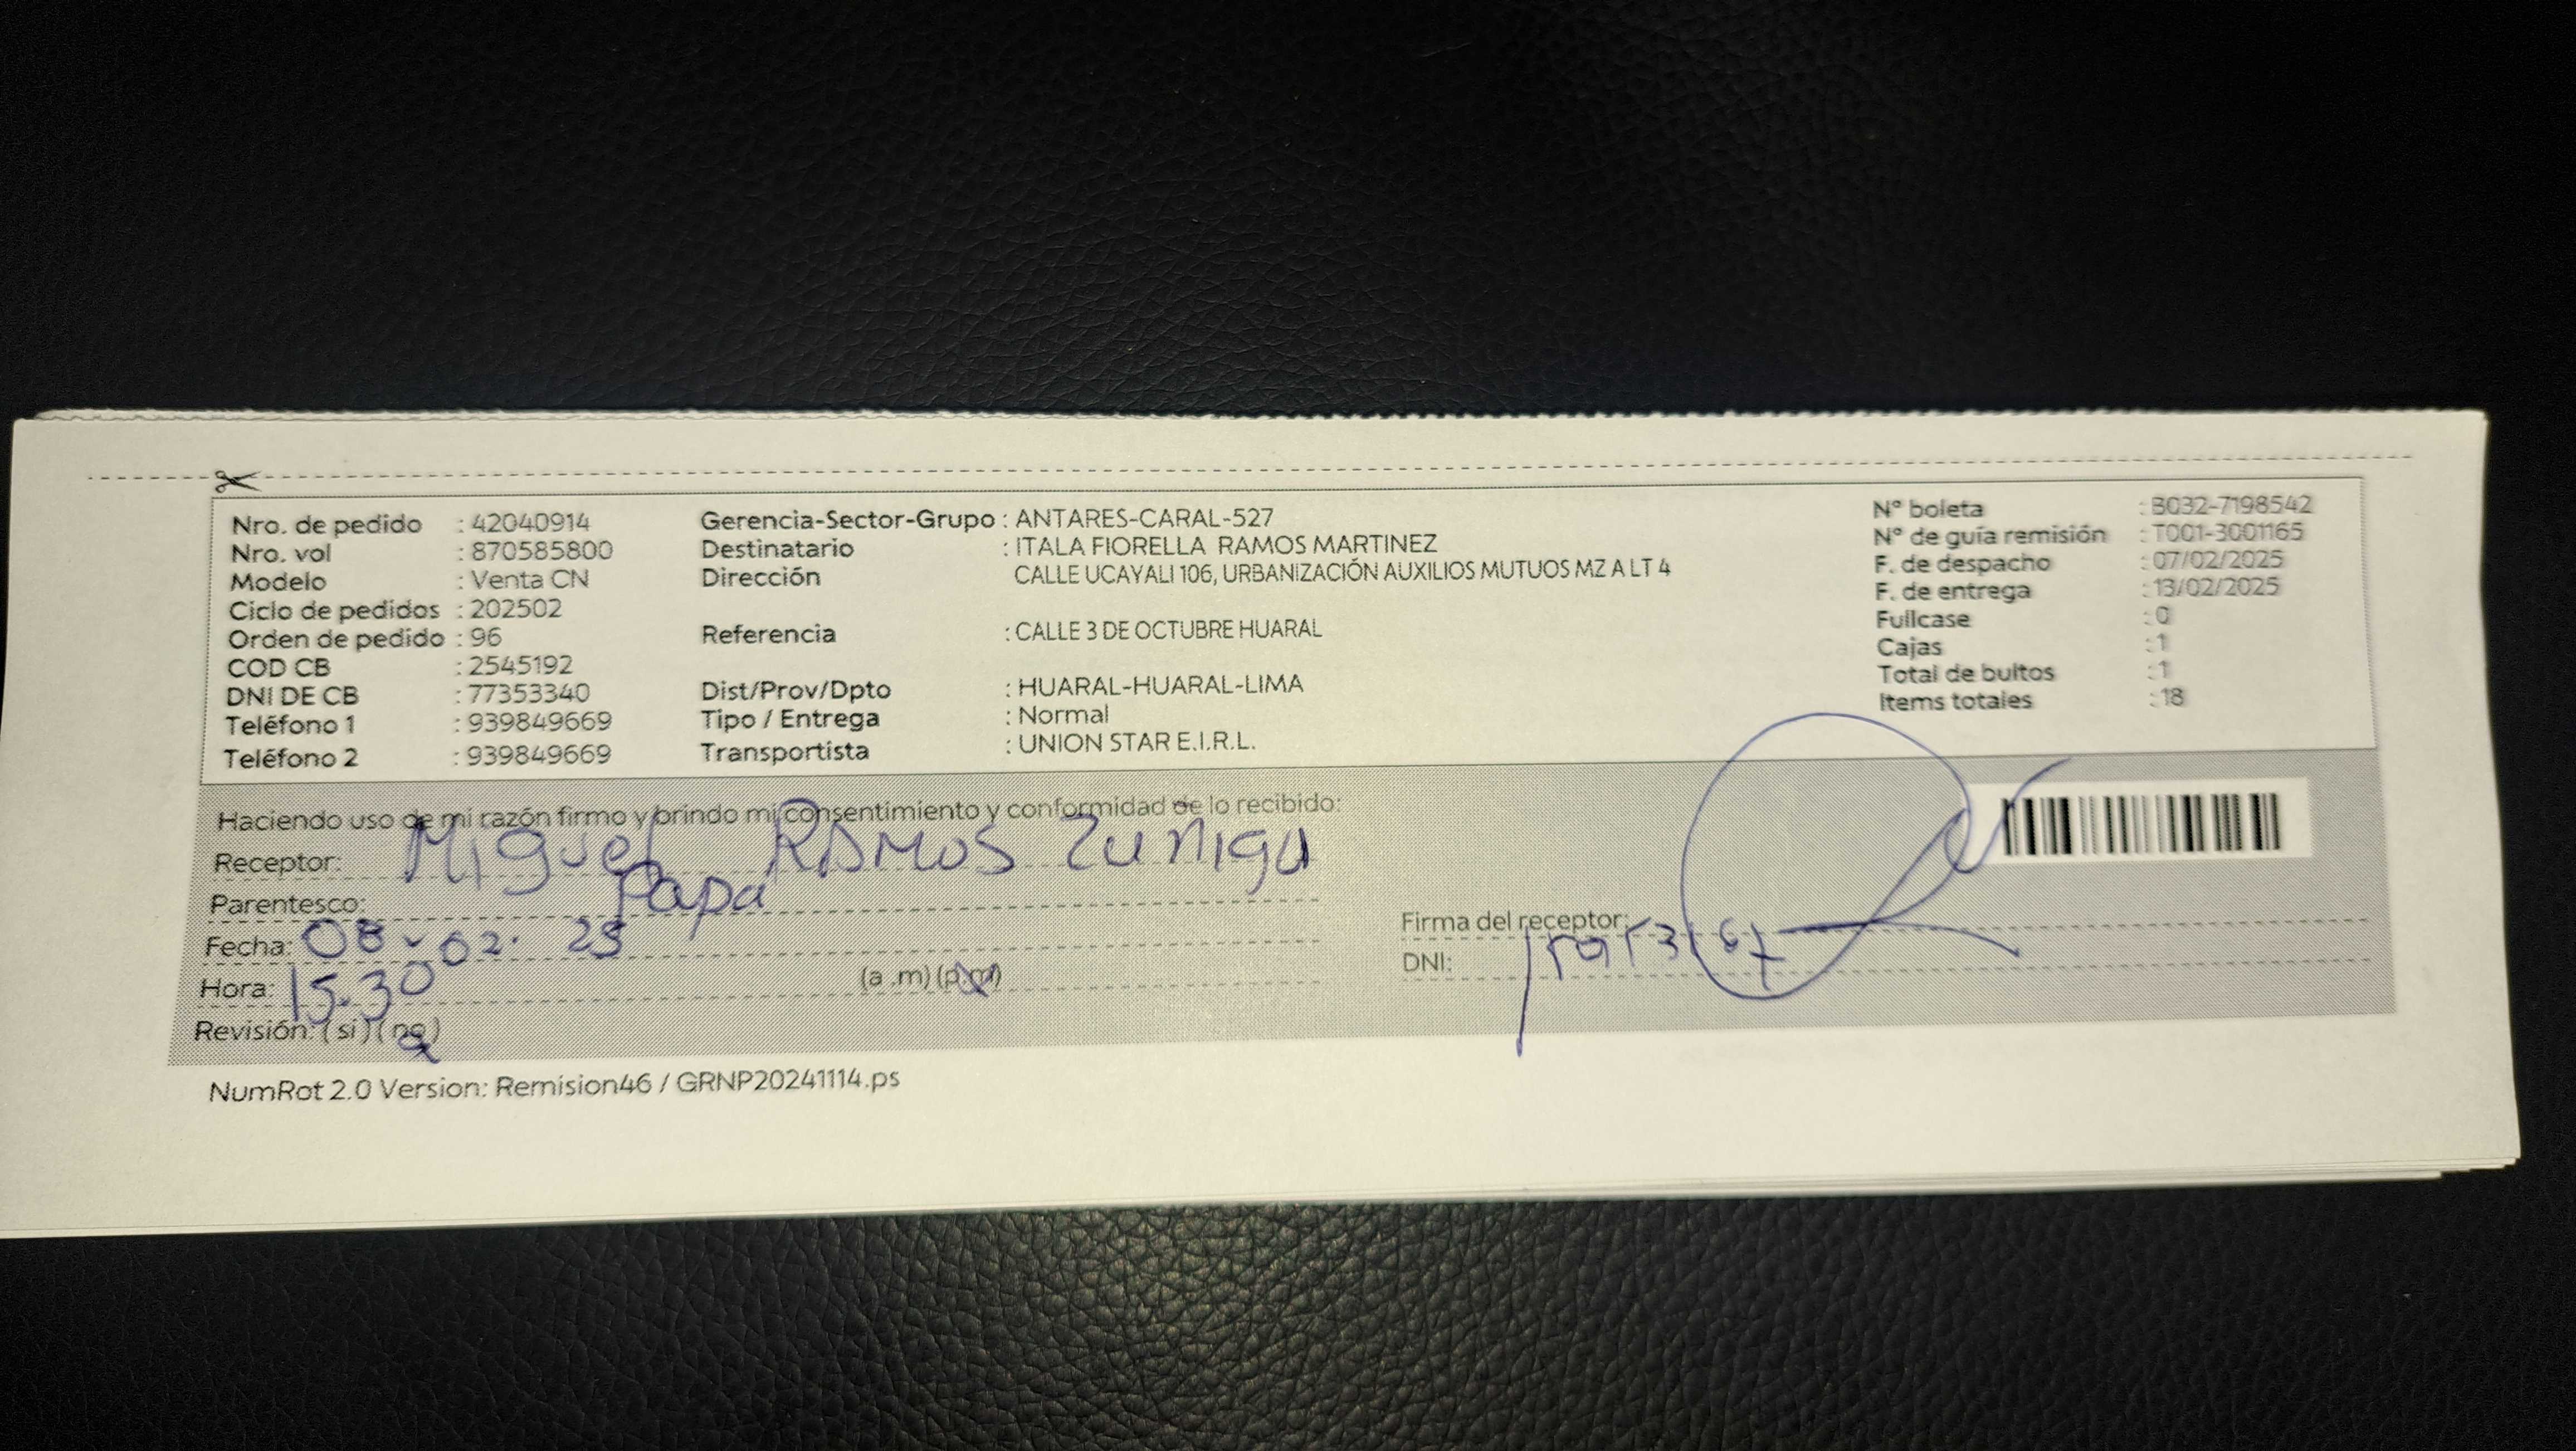 Nro. de pedido : 42040914
Nro. vol : 870585800
Modelo : Venta CN
Ciclo de pedidos : 202502
Orden de pedido : 96
COD CB : 2545192
DNI DE CB : 77353340
Teléfono 1 : 939849669
Teléfono 2 : 939849669
Gerencia-Sector-Grupo : ANTARES-CARAL-527
Destinatario : ITALA FIORELLA RAMOS MARTINEZ
Dirección CALLE UCAYALI 106, URBANIZACIÓN AUXILIOS MUTUOS MZ A LT 4
Referencia : CALLE 3 DE OCTUBRE HUARAL
Dist/Prov/Dpto : HUARAL-HUARAL-LIMA
Tipo / Entrega : Normal
Transportista : UNION STAR E.I.R.L.
N° boleta : B032-7198542
N° de guía remisión : T001-3001165
F. de despacho : 07/02/2025
F. de entrega : 13/02/2025
Fullcase : 0
Cajas : 1
Total de bultos : 1
Items totales : 18
Haciendo uso de mi razón firmo y brindo mi consentimiento y conformidad de lo recibido:
Receptor: Miguel RAMOS Zuniga
Parentesco: Papa
Fecha: 08-02-25
Hora: 15.30 (a .m) (p.m)
Revisión: ( si ) ( no )
Firma del receptor:
DNI:
NumRot 2.0 Version: Remision46 / GRNP20241114.ps